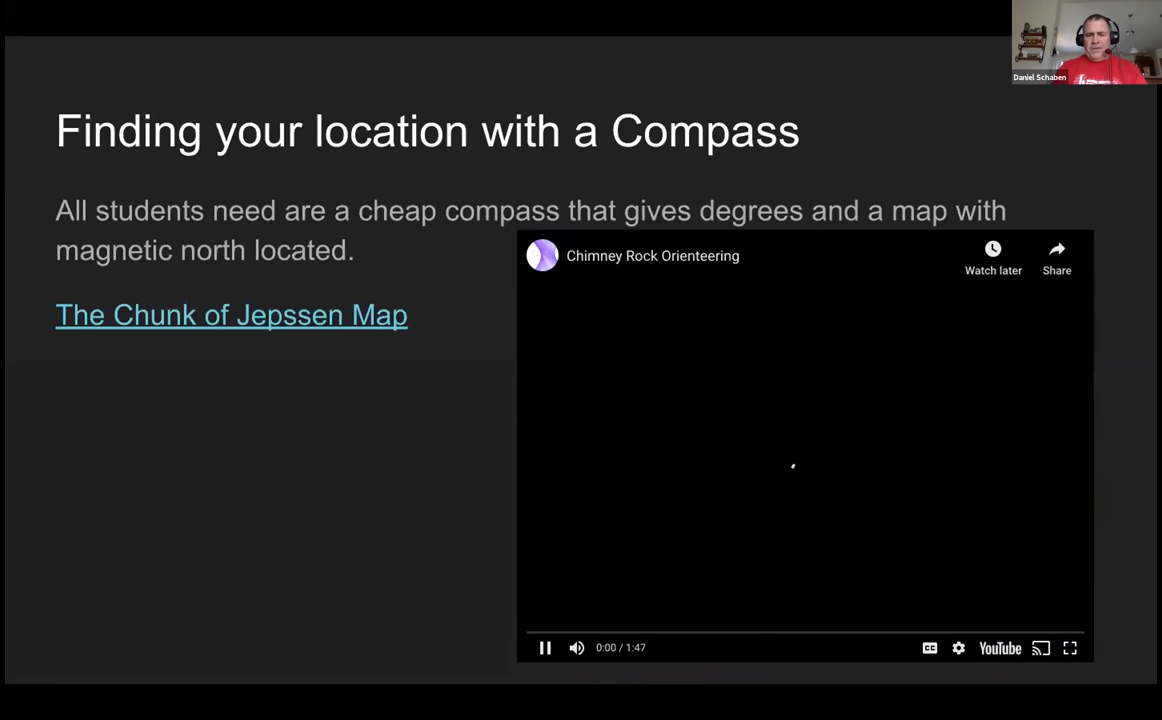 Daniel Schaben
Finding your location with a Compass
All students need are a cheap compass that gives degrees and a map with
magnetic north located.
The Chunk of Jepssen Map
Chimney Rock Orienteering
Watch later
Share
0:00 / 1:47
CC
YouTube